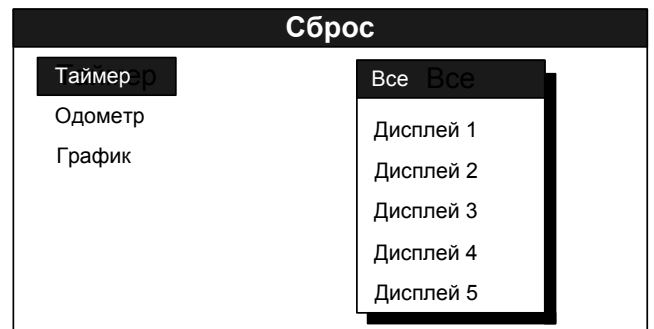 Сброс
Таймер
Одометр
График
Все
Дисплей 1
Дисплей 2
Дисплей 3
Дисплей 4
Дисплей 5